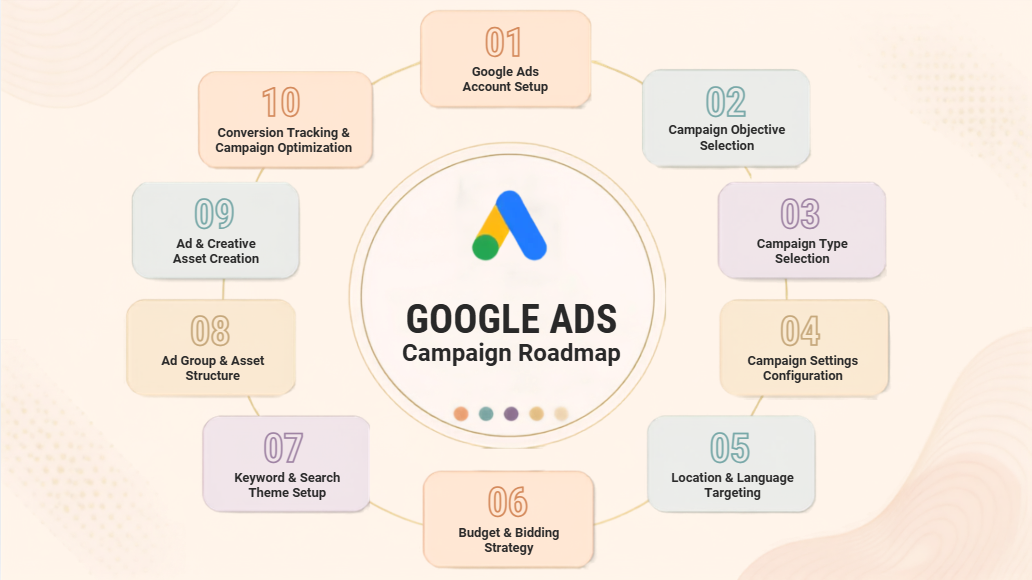 GOOGLE ADS
Campaign Roadmap
01
Google Ads
Account Setup
02
Campaign Objective
Selection
03
Campaign Type
Selection
04
Campaign Settings
Configuration
05
Location & Language
Targeting
06
Budget & Bidding
Strategy
07
Keyword & Search
Theme Setup
08
Ad Group & Asset
Structure
09
Ad & Creative
Asset Creation
10
Conversion Tracking &
Campaign Optimization